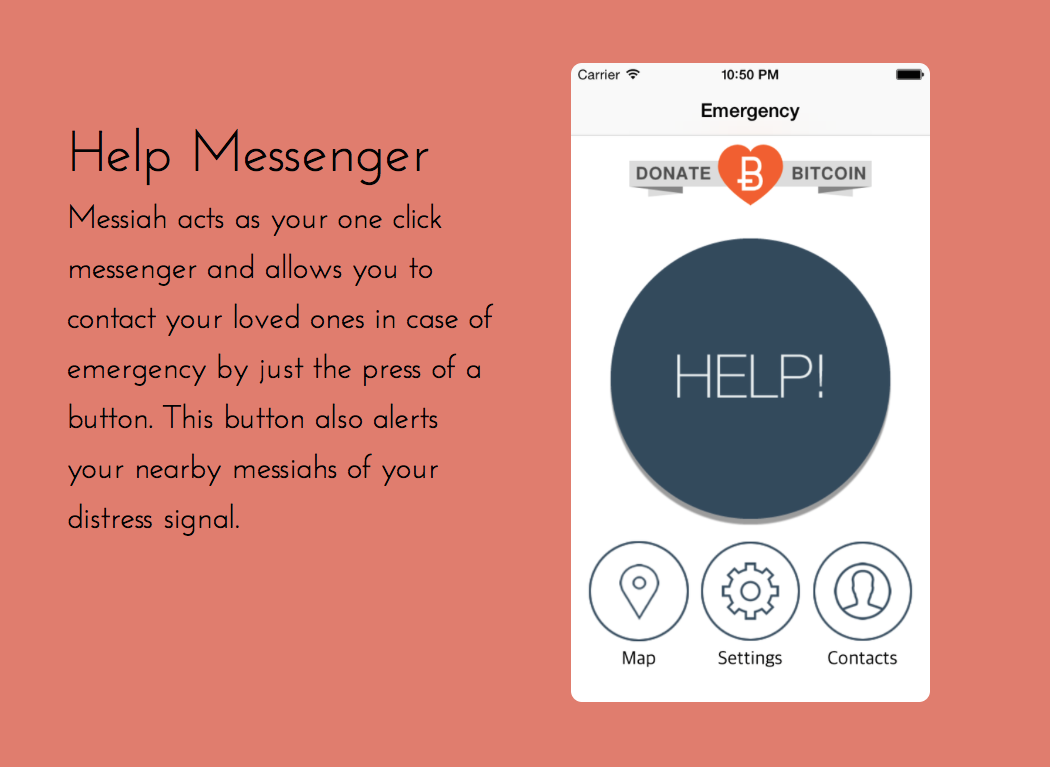 Help Messenger
Messiah acts as your one click
messenger and allows you to
contact your loved ones in case of
emergency by just the press of a
button. This button also alerts
your nearby messiahs of your
distress signal.
Carrier 10:50 PM
Emergency
DONATE BITCOIN
HELP!
Map Settings Contacts